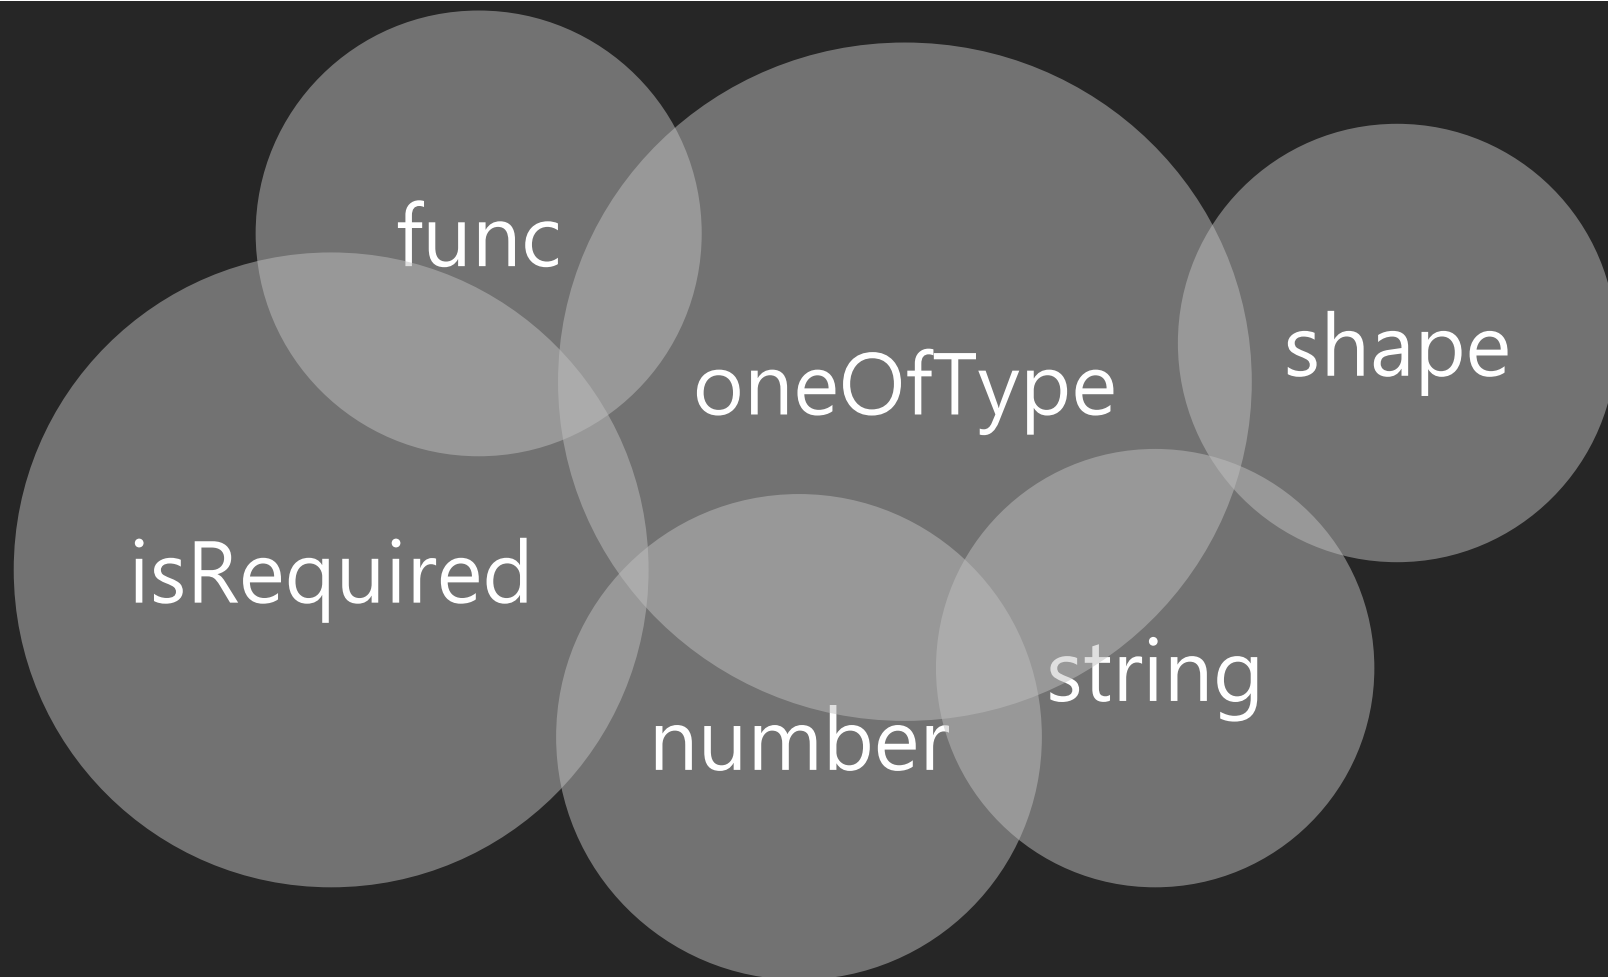 func
shape
oneOfType
isRequired
string
number